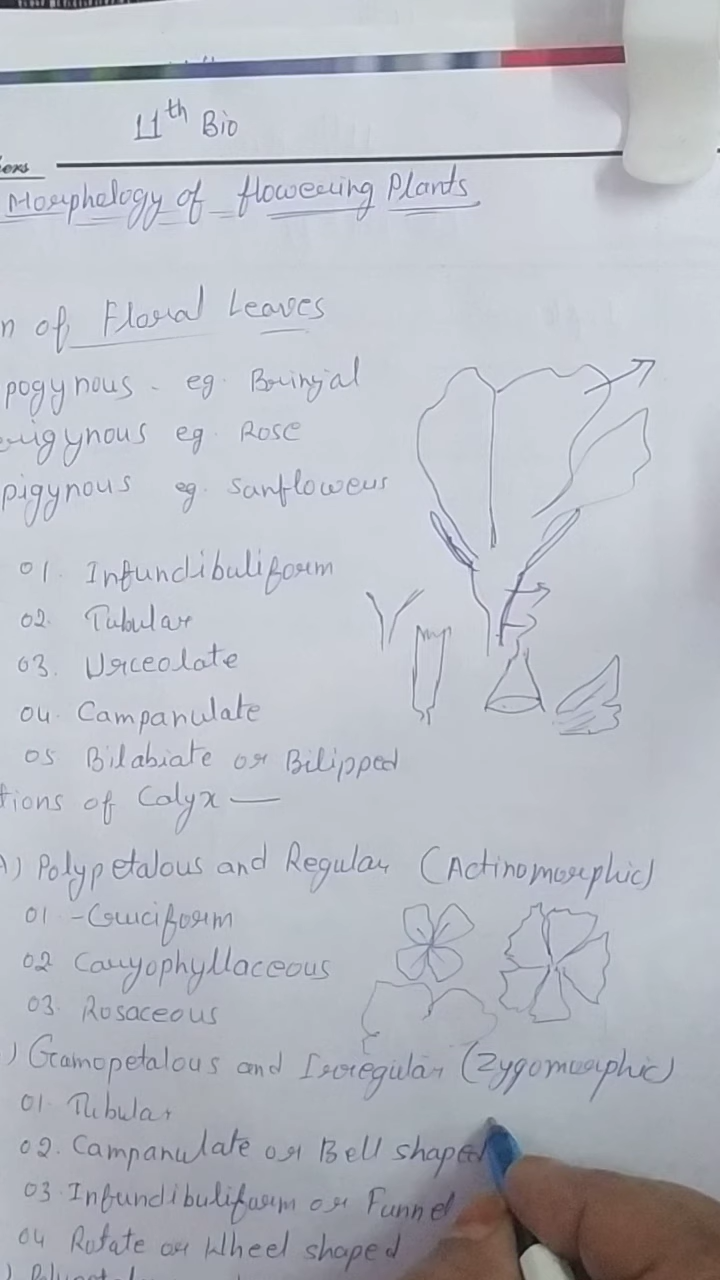 11th Bio
Morphology of flowering Plants
n of Floral Leaves
pogynous - eg. Brinjal
erigynous eg. Rose
pigynous eg. Sanflowers
01. Infundibuliform
02. Tubular
03. Urceolate
04. Campanulate
05 Bilabiate or Bilipped
tions of Calyx —
A) Polypetalous and Regular (Actinomorphic)
01 - Cruciform
02 Caryophyllaceous
03. Rosaceous
) Gamopetalous and Irregular (Zygomorphic)
01. Tubular
02. Campanulate or Bell shaped
03. Infundibuliform or Funnel
04 Rotate or Wheel shaped